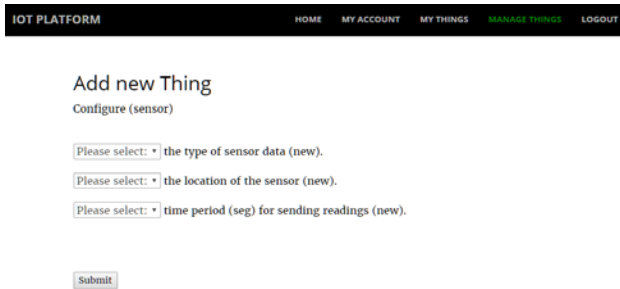 IOT PLATFORM HOME MY ACCOUNT MY THINGS MANAGE THINGS LOGOUT
Add new Thing
Configure (sensor)
Please select: the type of sensor data (new).
Please select: the location of the sensor (new).
Please select: time period (seg) for sending readings (new).
Submit